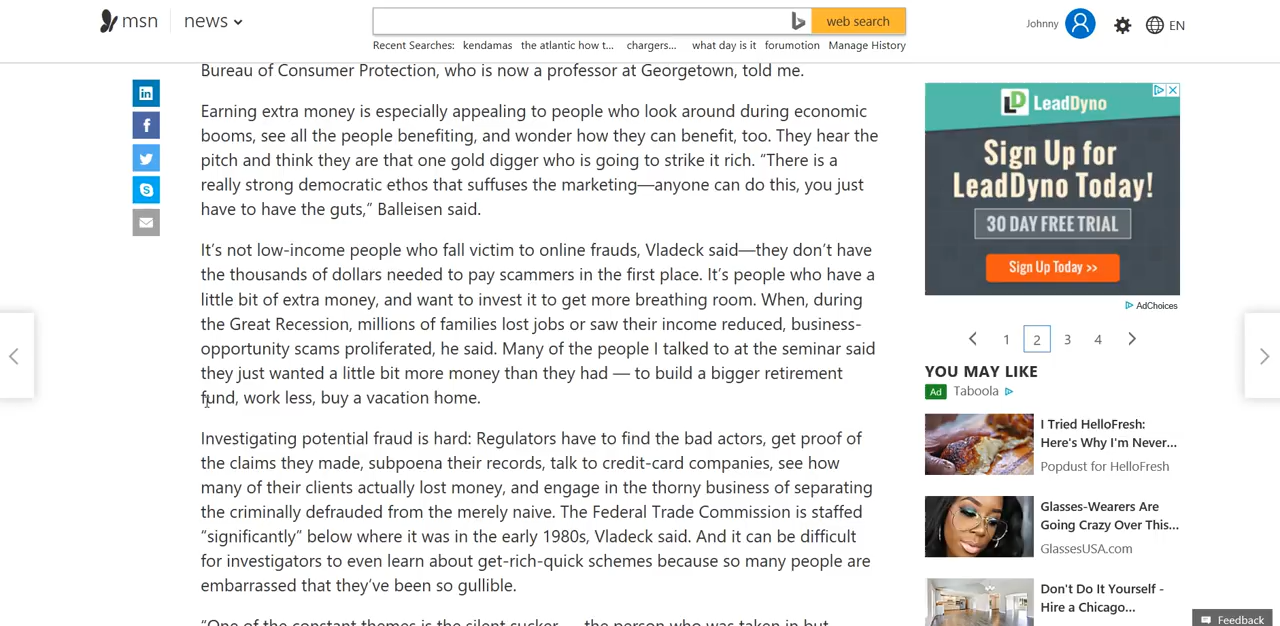 msn
news
web search
Johnny
EN
Recent Searches: kendamas the atlantic how t... chargers... what day is it forumotion Manage History
Bureau of Consumer Protection, who is now a professor at Georgetown, told me.
Earning extra money is especially appealing to people who look around during economic
booms, see all the people benefiting, and wonder how they can benefit, too. They hear the
pitch and think they are that one gold digger who is going to strike it rich. “There is a
really strong democratic ethos that suffuses the marketing—anyone can do this, you just
have to have the guts,” Balleisen said.
It’s not low-income people who fall victim to online frauds, Vladeck said—they don’t have
the thousands of dollars needed to pay scammers in the first place. It’s people who have a
little bit of extra money, and want to invest it to get more breathing room. When, during
the Great Recession, millions of families lost jobs or saw their income reduced, business-
opportunity scams proliferated, he said. Many of the people I talked to at the seminar said
they just wanted a little bit more money than they had — to build a bigger retirement
fund, work less, buy a vacation home.
Investigating potential fraud is hard: Regulators have to find the bad actors, get proof of
the claims they made, subpoena their records, talk to credit-card companies, see how
many of their clients actually lost money, and engage in the thorny business of separating
the criminally defrauded from the merely naive. The Federal Trade Commission is staffed
“significantly” below where it was in the early 1980s, Vladeck said. And it can be difficult
for investigators to even learn about get-rich-quick schemes because so many people are
embarrassed that they’ve been so gullible.
“One of the constant themes is the silent sucker — the person who was taken in but
LeadDyno
Sign Up for
LeadDyno Today!
30 DAY FREE TRIAL
Sign Up Today >>
AdChoices
1 2 3 4
YOU MAY LIKE
Ad Taboola
I Tried HelloFresh:
Here's Why I'm Never...
Popdust for HelloFresh
Glasses-Wearers Are
Going Crazy Over This...
GlassesUSA.com
Don't Do It Yourself -
Hire a Chicago...
Feedback